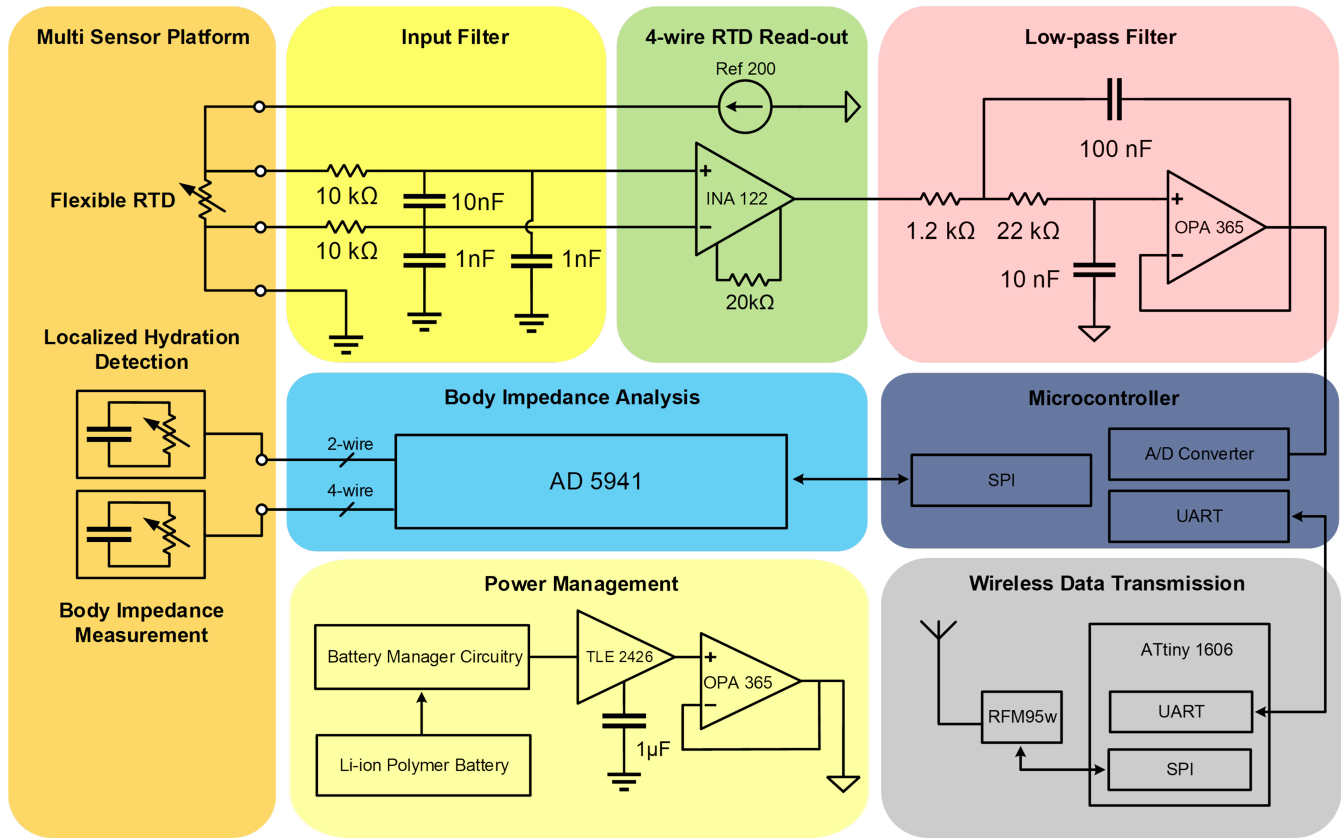 Multi Sensor Platform
Input Filter
4-wire RTD Read-out
Low-pass Filter
Ref 200
100 nF
Flexible RTD
10 kΩ
10nF
10 kΩ
1nF
1nF
+
INA 122
−
20kΩ
1.2 kΩ
22 kΩ
10 nF
+
OPA 365
−
Localized Hydration
Detection
Body Impedance
Measurement
Body Impedance Analysis
2-wire
4-wire
AD 5941
Microcontroller
SPI
A/D Converter
UART
Power Management
Battery Manager Circuitry
Li-ion Polymer Battery
TLE 2426
1µF
+
OPA 365
−
Wireless Data Transmission
ATtiny 1606
RFM95w
UART
SPI